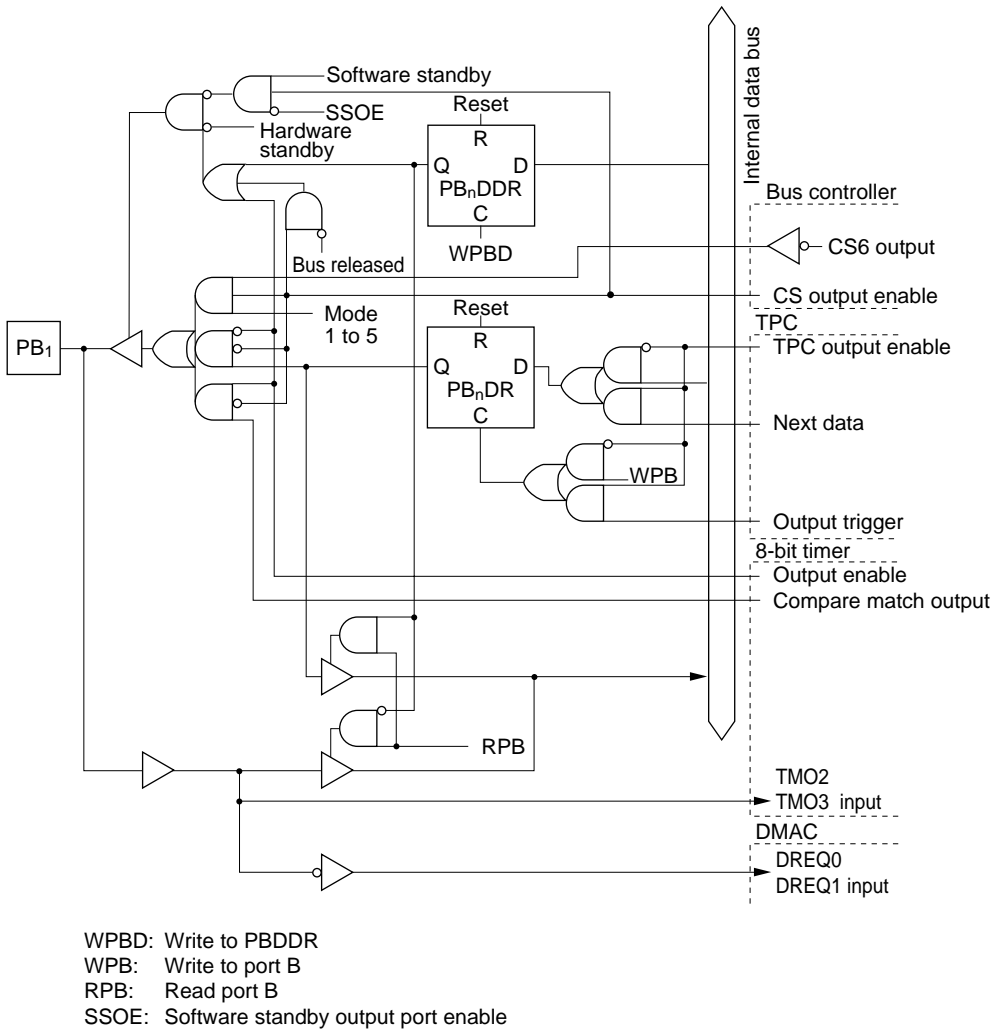 Software standby
SSOE
Hardware
standby
Reset
R
Q D
PBnDDR
C
WPBD
Internal data bus
Bus controller
CS6 output
Bus released
CS output enable
Mode
1 to 5
TPC
TPC output enable
Reset
R
Q D
PBnDR
C
PB1
Next data
WPB
Output trigger
8-bit timer
Output enable
Compare match output
RPB
TMO2
TMO3 input
DMAC
DREQ0
DREQ1 input
WPBD: Write to PBDDR
WPB: Write to port B
RPB: Read port B
SSOE: Software standby output port enable